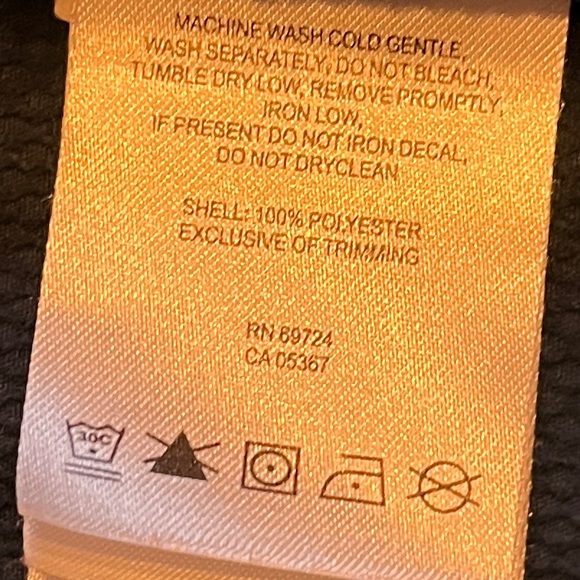 MACHINE WASH COLD GENTLE,
WASH SEPARATELY, DO NOT BLEACH,
TUMBLE DRY LOW, REMOVE PROMPTLY,
IRON LOW,
IF PRESENT DO NOT IRON DECAL,
DO NOT DRYCLEAN
SHELL: 100% POLYESTER
EXCLUSIVE OF TRIMMING
RN 69724
CA 05367
30C